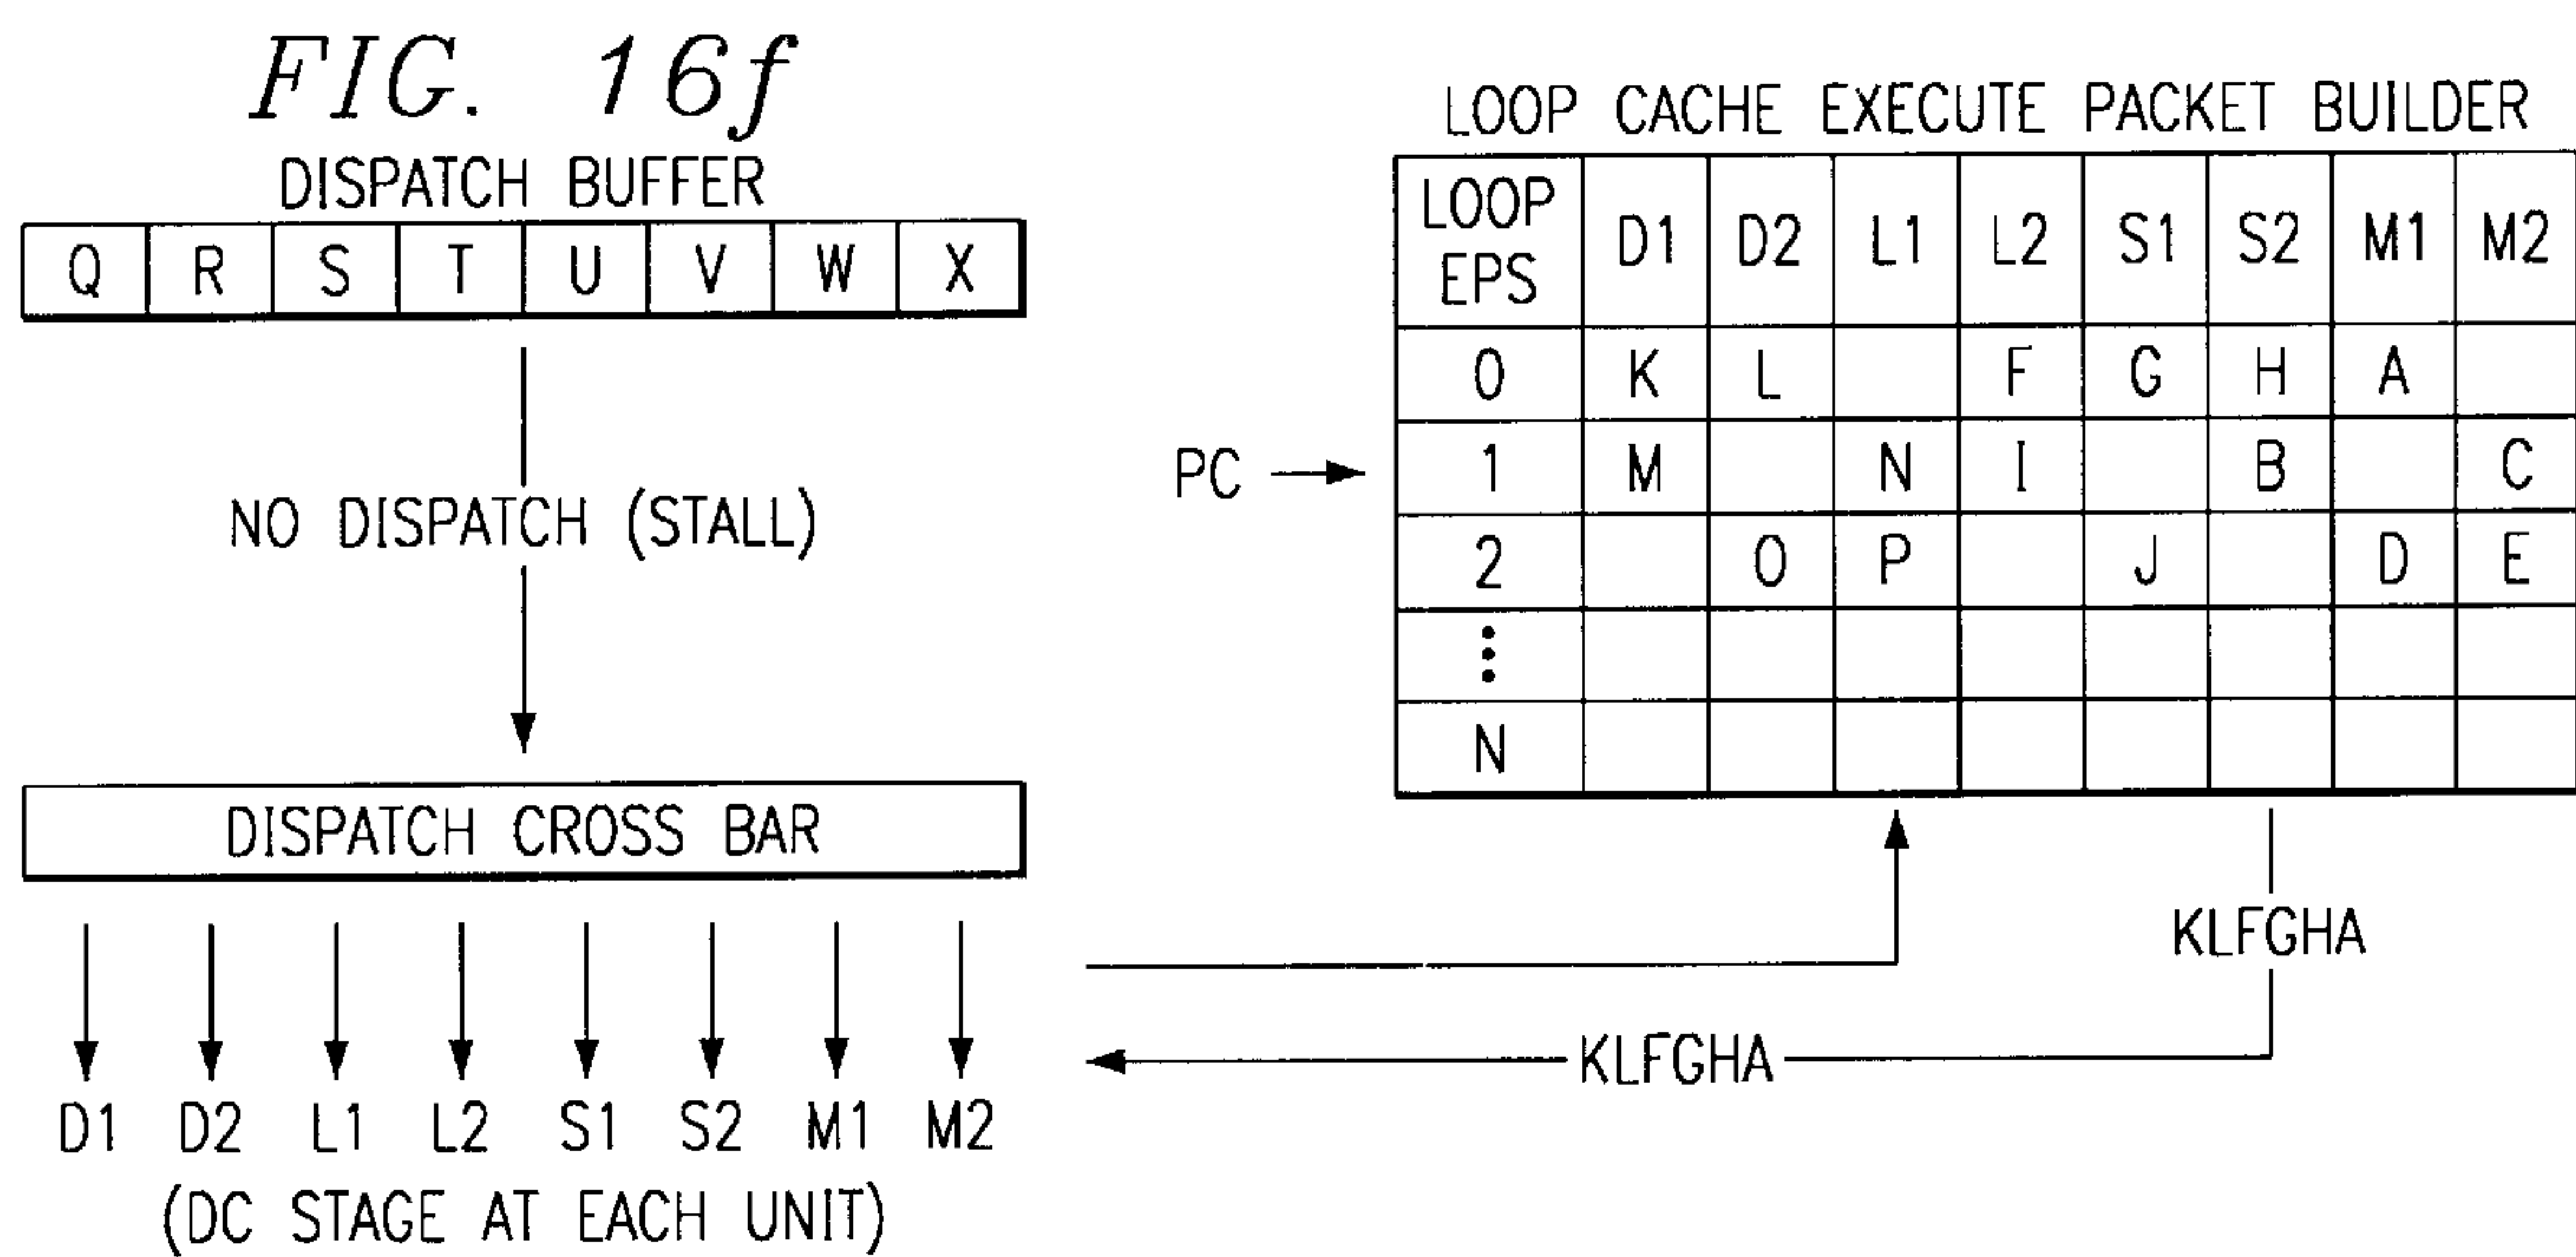 FIG. 16f
DISPATCH BUFFER
Q R S T U V W X
NO DISPATCH (STALL)
DISPATCH CROSS BAR
D1 D2 L1 L2 S1 S2 M1 M2
(DC STAGE AT EACH UNIT)
LOOP CACHE EXECUTE PACKET BUILDER
LOOP EPS D1 D2 L1 L2 S1 S2 M1 M2
0 K L F G H A
PC
1 M N I B C
2 O P J D E
⋮
N
KLFGHA
KLFGHA